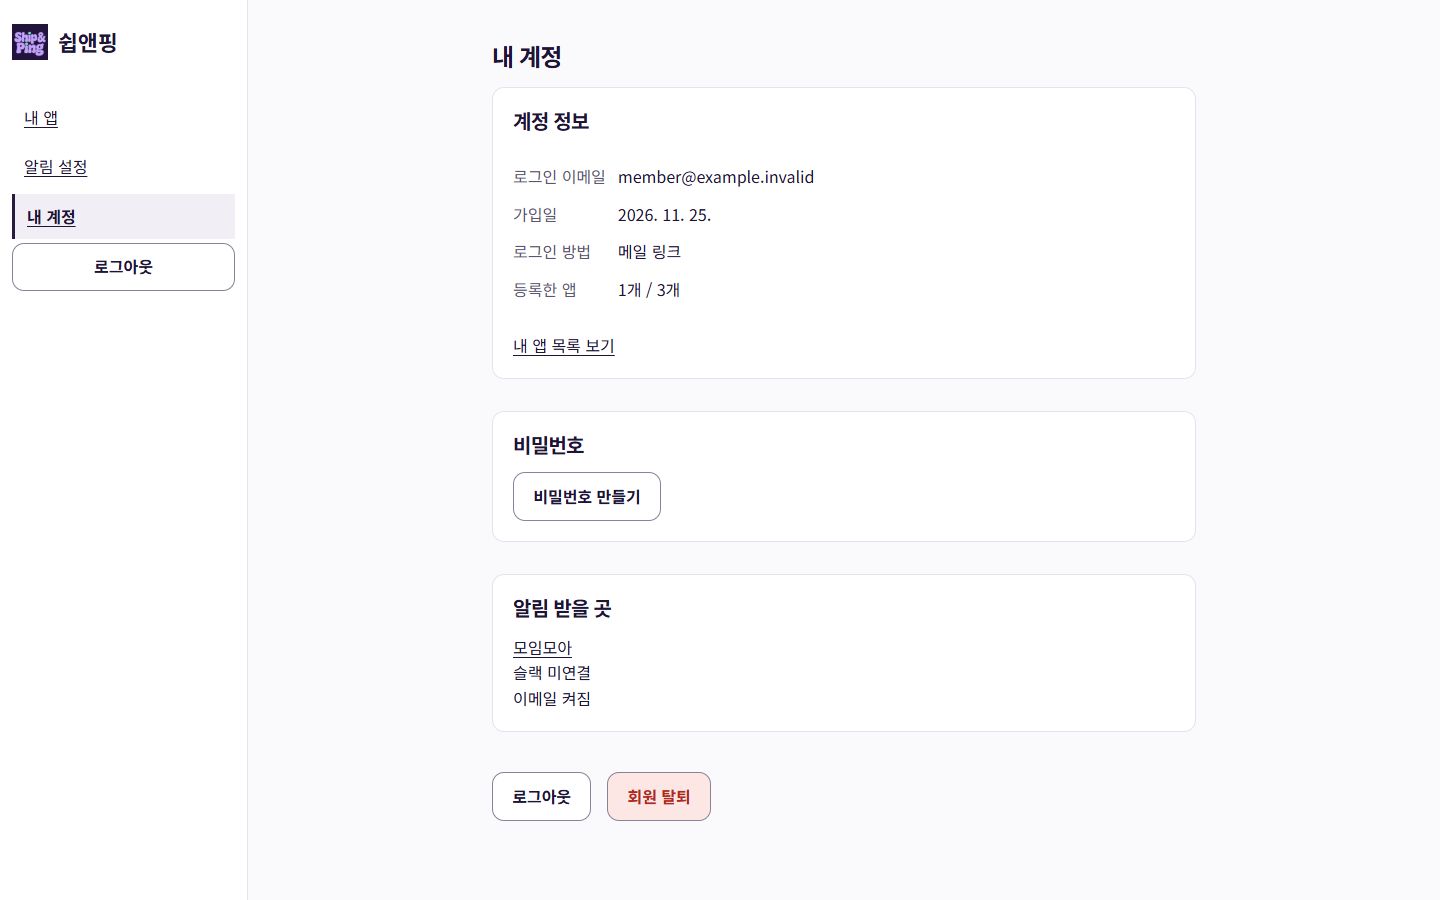 Ship&
Ping
쉽앤핑
내 앱
알림 설정
내 계정
로그아웃
내 계정
계정 정보
로그인 이메일 member@example.invalid
가입일 2026. 11. 25.
로그인 방법 메일 링크
등록한 앱 1개 / 3개
내 앱 목록 보기
비밀번호
비밀번호 만들기
알림 받을 곳
모임모아
슬랙 미연결
이메일 켜짐
로그아웃 회원 탈퇴